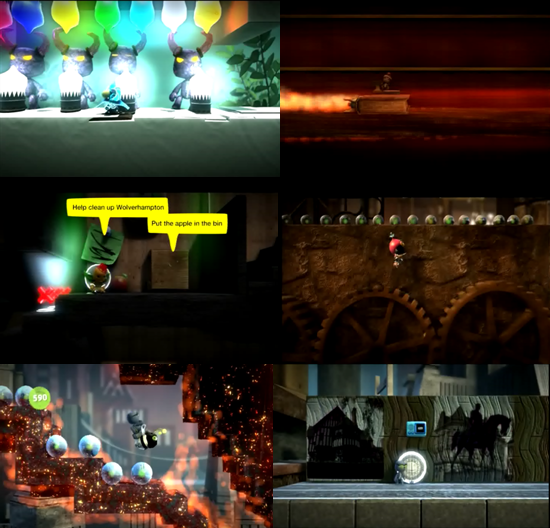 Help clean up Wolverhampton
Put the apple in the bin
590